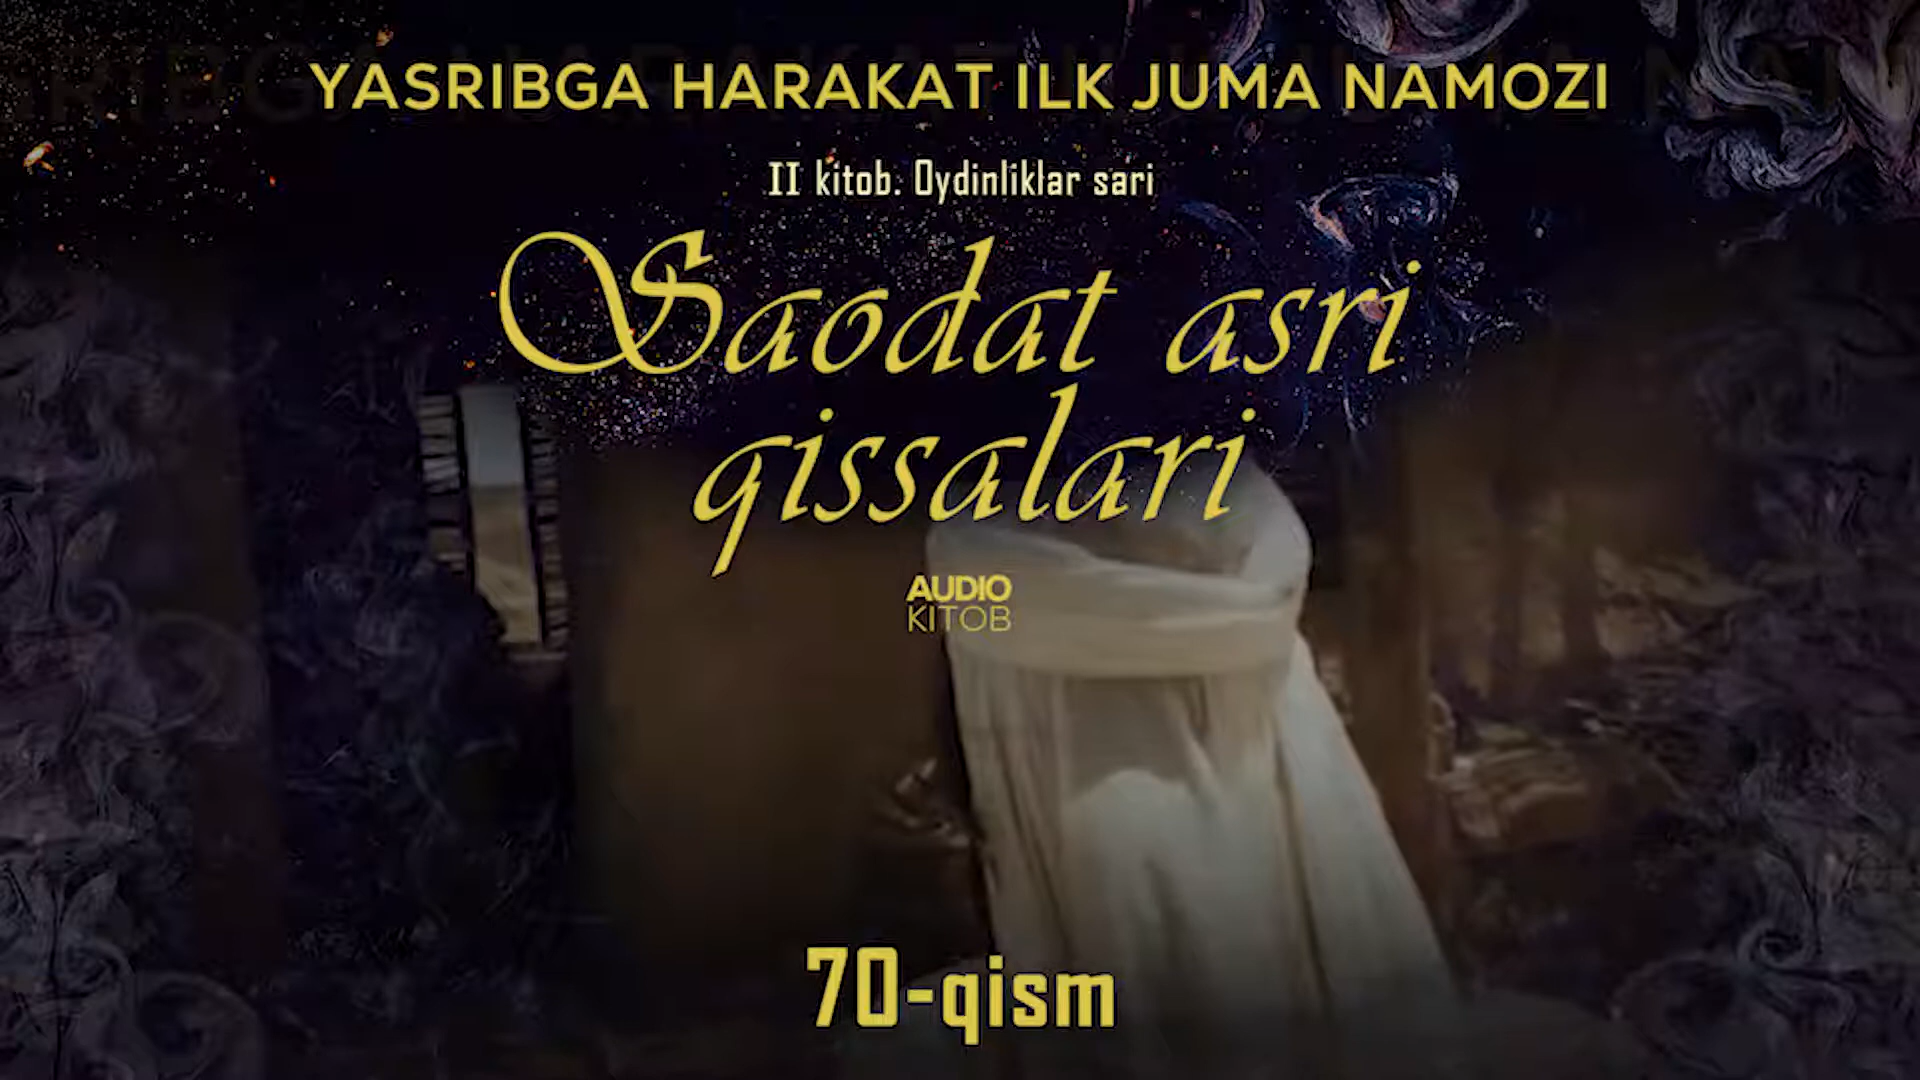 YASRIBGA HARAKAT ILK JUMA NAMOZI
II kitob. Oydinliklar sari
Saodat asri
qissalari
AUDIO
KITOB
70-qism